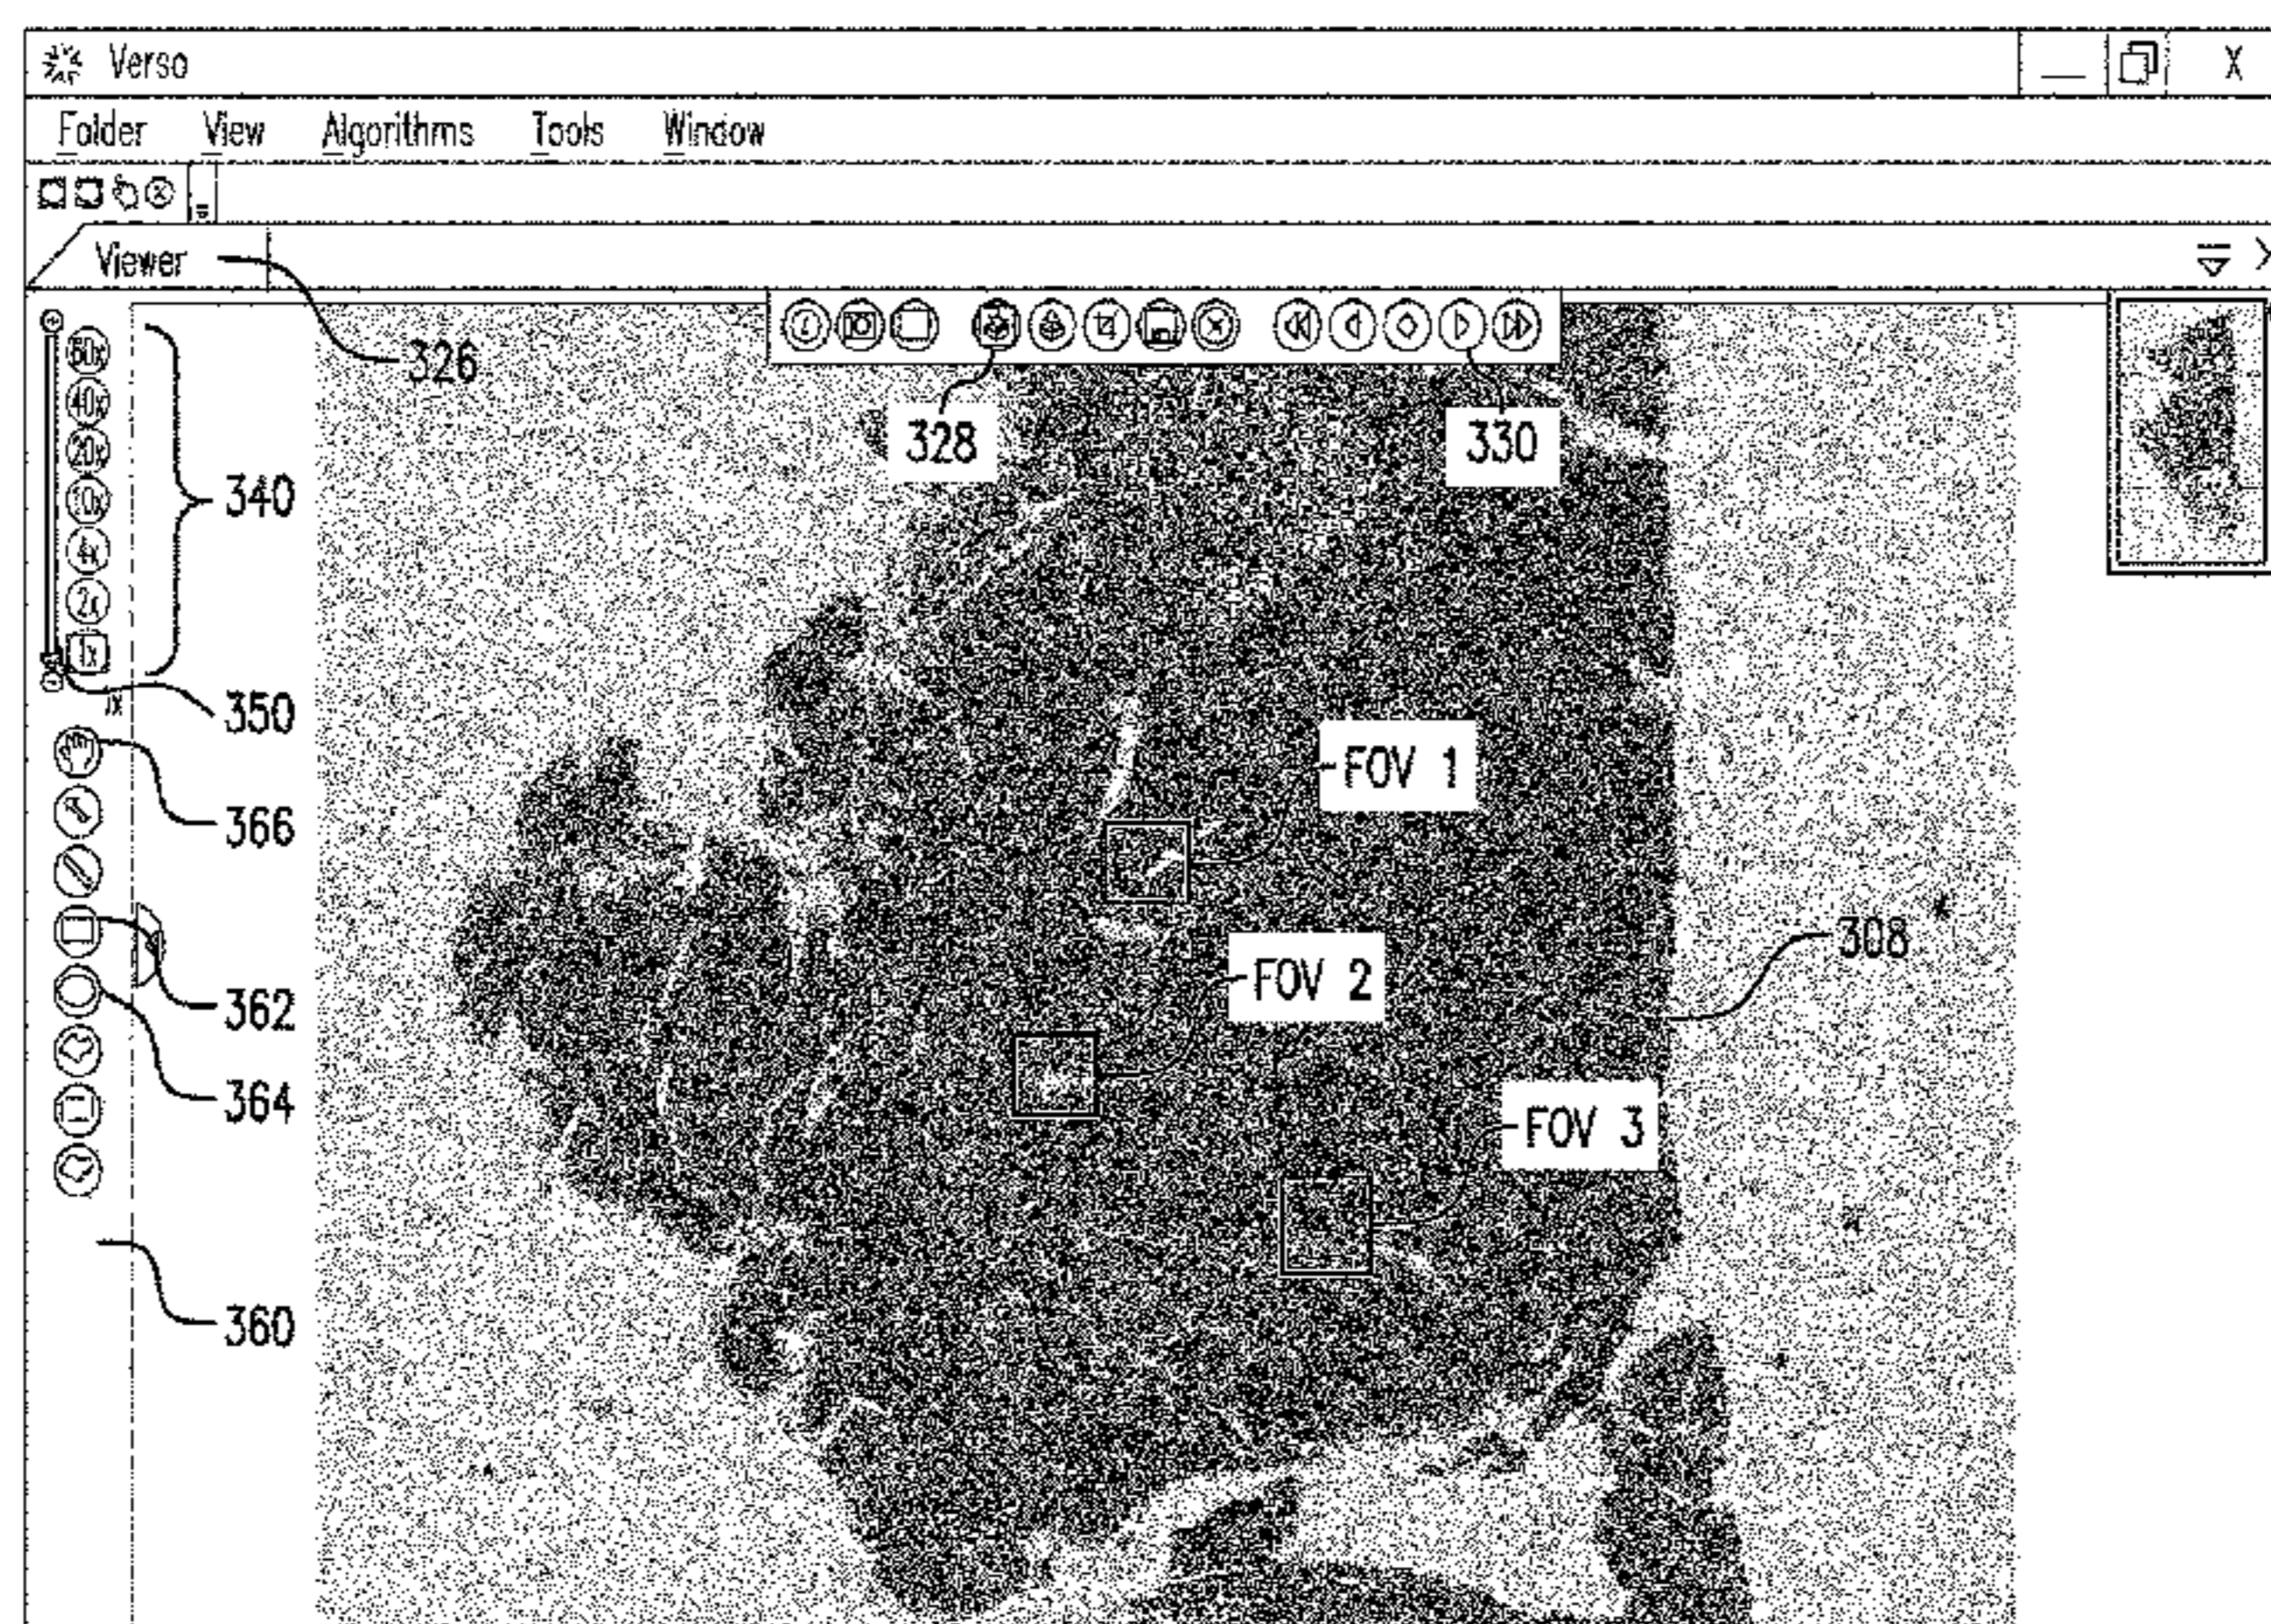 Verso
X
Folder View Algorithms Tools Window
Viewer
326
328
330
60x
40x
20x
10x
4x
2x
1x
340
1x
350
366
362
364
360
FOV 1
FOV 2
308
FOV 3